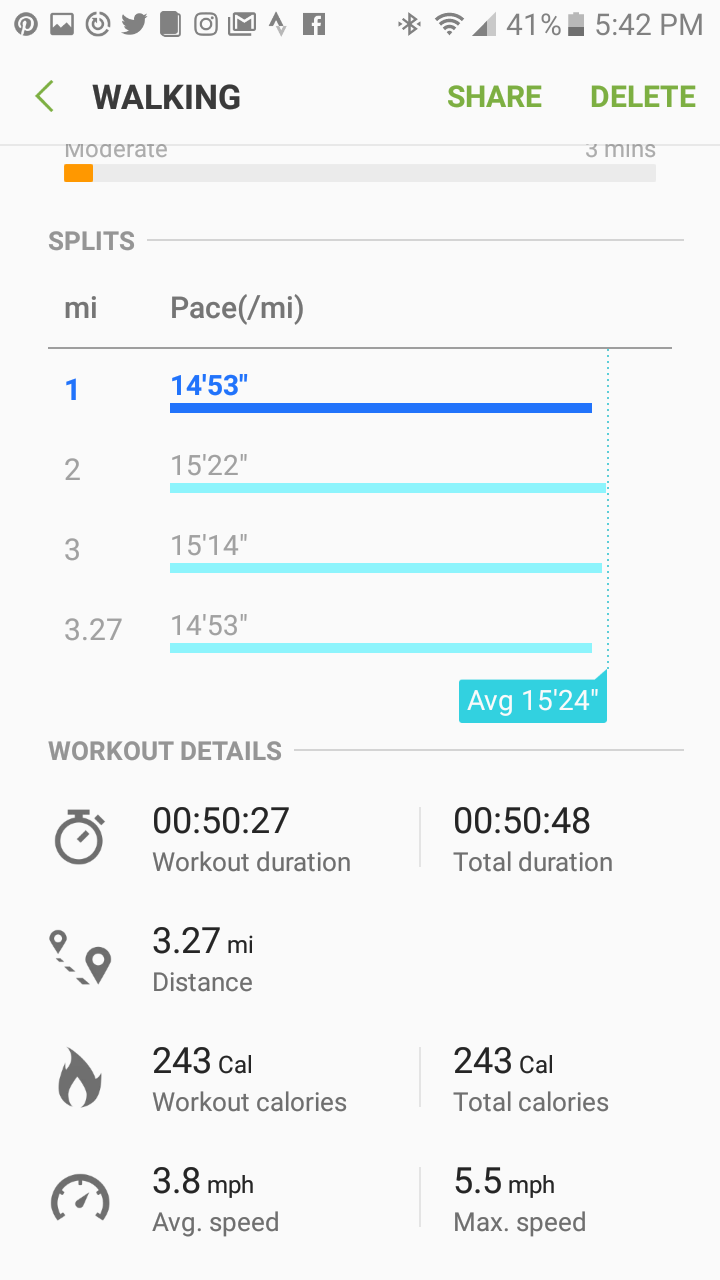 41% 5:42 PM
WALKING SHARE DELETE
Moderate 3 mins
SPLITS
mi Pace(/mi)
1 14'53"
2 15'22"
3 15'14"
3.27 14'53"
Avg 15'24"
WORKOUT DETAILS
00:50:27 00:50:48
Workout duration Total duration
3.27 mi
Distance
243 Cal 243 Cal
Workout calories Total calories
3.8 mph 5.5 mph
Avg. speed Max. speed